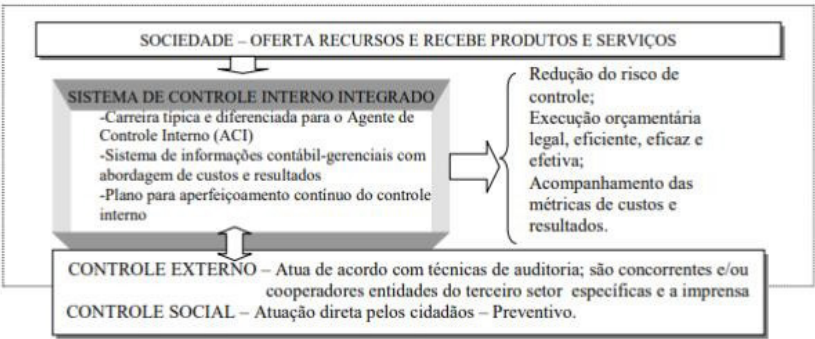 SOCIEDADE – OFERTA RECURSOS E RECEBE PRODUTOS E SERVIÇOS
SISTEMA DE CONTROLE INTERNO INTEGRADO
-Carreira típica e diferenciada para o Agente de
Controle Interno (ACI)
-Sistema de informações contábil-gerenciais com
abordagem de custos e resultados
-Plano para aperfeiçoamento contínuo do controle
interno
Redução do risco de
controle;
Execução orçamentária
legal, eficiente, eficaz e
efetiva;
Acompanhamento das
métricas de custos e
resultados.
CONTROLE EXTERNO – Atua de acordo com técnicas de auditoria; são concorrentes e/ou
cooperadores entidades do terceiro setor específicas e a imprensa
CONTROLE SOCIAL – Atuação direta pelos cidadãos – Preventivo.